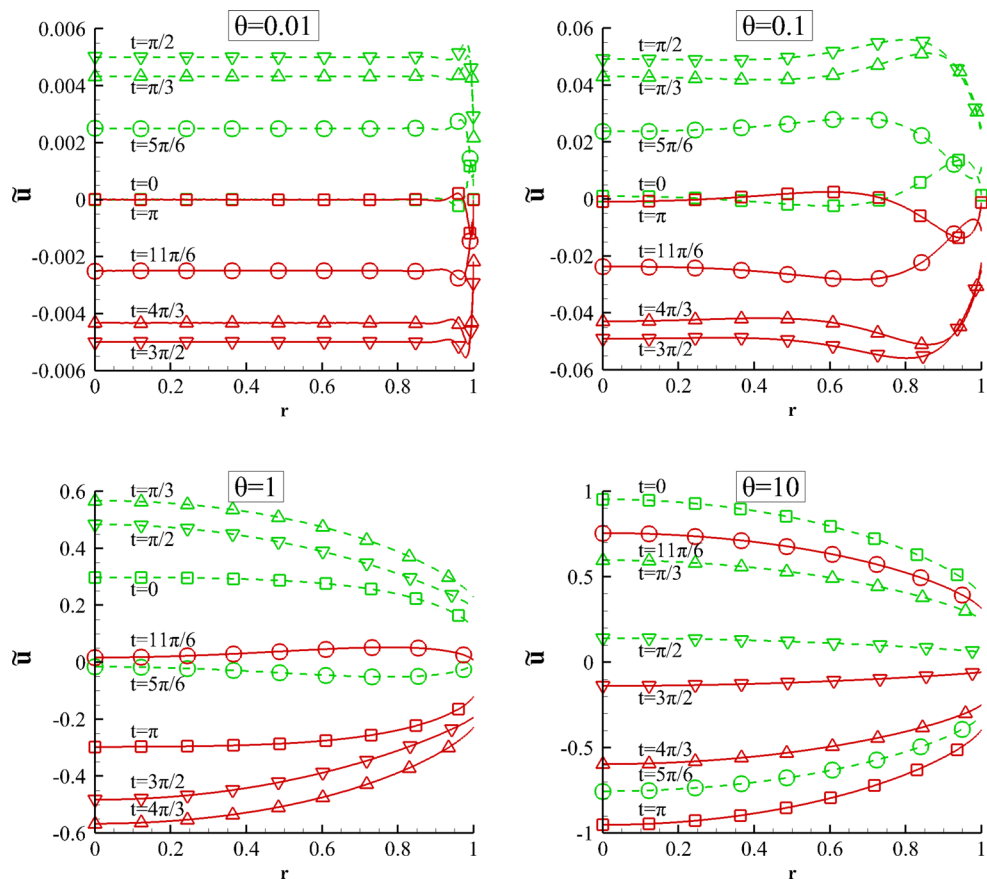 θ=0.01
0.006
0.004
0.002
0
-0.002
-0.004
-0.006
ũ
t=π/2
t=π/3
t=5π/6
t=0
t=π
t=11π/6
t=4π/3
t=3π/2
0 0.2 0.4 0.6 0.8 1
r
θ=0.1
0.06
0.04
0.02
0
-0.02
-0.04
-0.06
ũ
t=π/2
t=π/3
t=5π/6
t=0
t=π
t=11π/6
t=4π/3
t=3π/2
0 0.2 0.4 0.6 0.8 1
r
θ=1
0.6
0.4
0.2
0
-0.2
-0.4
-0.6
ũ
t=π/3
t=π/2
t=0
t=11π/6
t=5π/6
t=π
t=3π/2
t=4π/3
0 0.2 0.4 0.6 0.8 1
r
θ=10
1
0.5
0
-0.5
-1
ũ
t=0
t=11π/6
t=π/3
t=π/2
t=3π/2
t=4π/3
t=5π/6
t=π
0 0.2 0.4 0.6 0.8 1
r